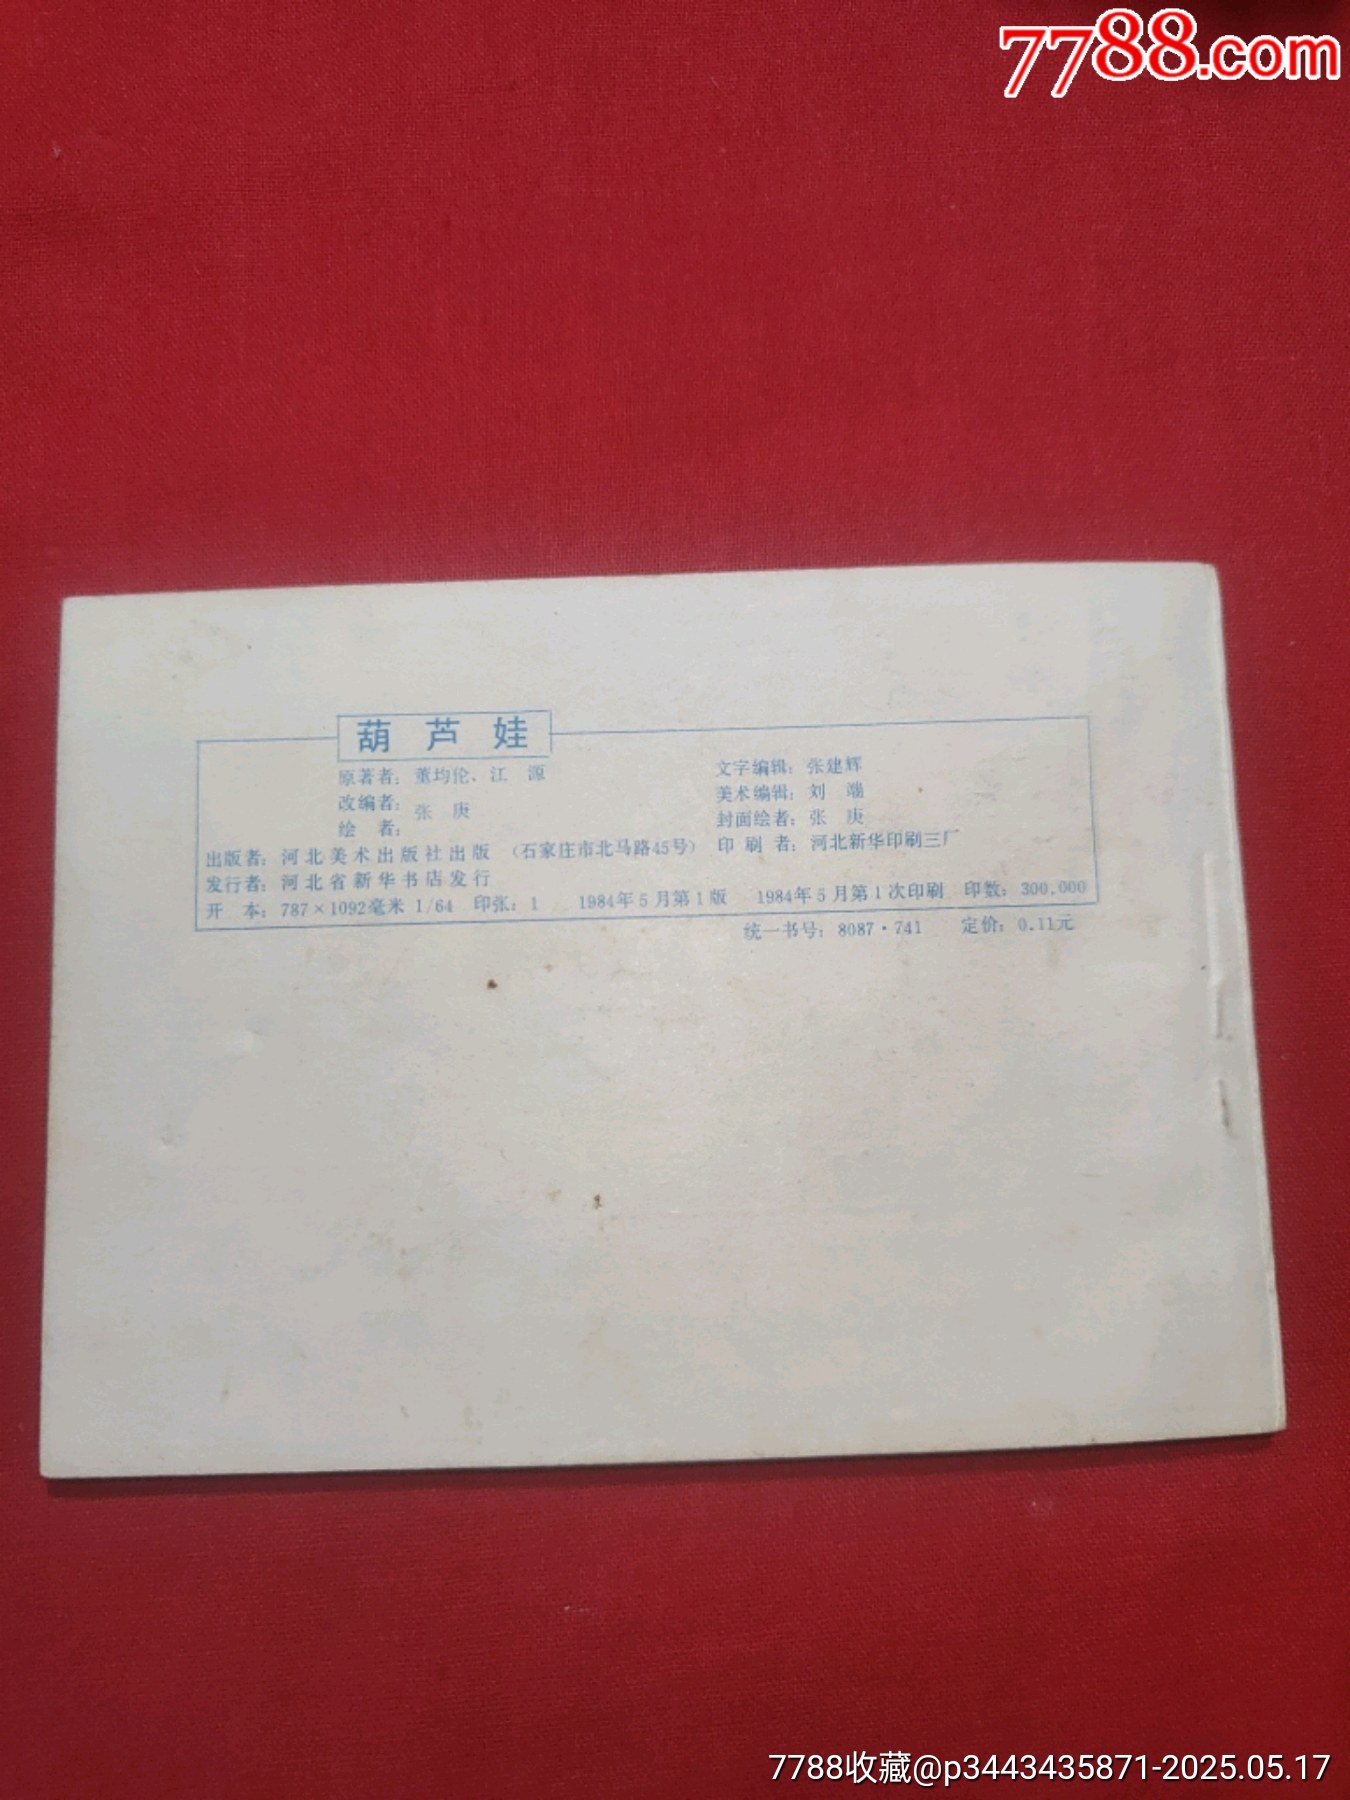 7788.com
葫芦娃
原著者：董均伦、江 源
改编者：
绘 者：
张 庚
文字编辑：张建辉
美术编辑：刘 端
封面绘者：张 庚
出版者：河北美术出版社出版 （石家庄市北马路45号） 印刷者：河北新华印刷三厂
发行者：河北省新华书店发行
开 本：787×1092毫米 1/64 印张：1 1984年5月第1版 1984年5月第1次印刷 印数：300,000
统一书号：8087·741 定价：0.11元
7788收藏@p3443435871-2025.05.17